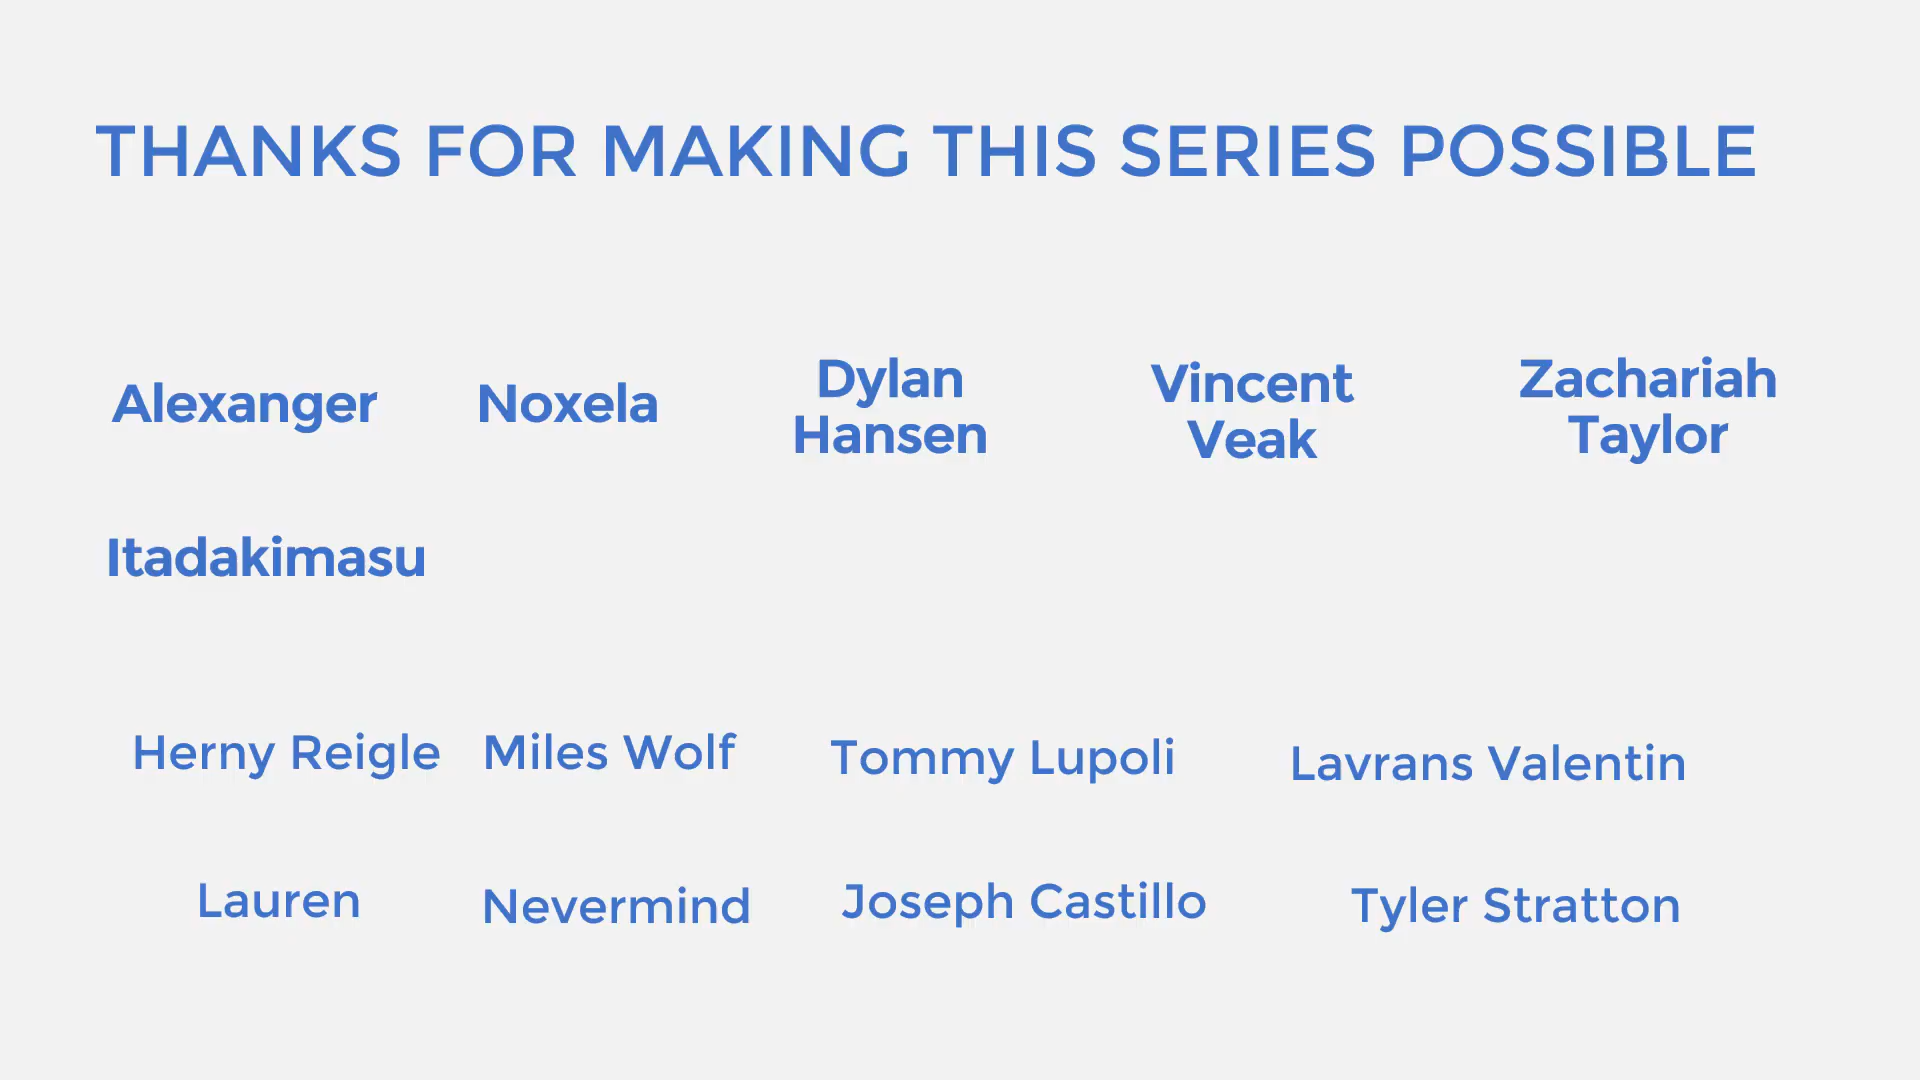 THANKS FOR MAKING THIS SERIES POSSIBLE
Alexanger
Noxela
Dylan
Hansen
Vincent
Veak
Zachariah
Taylor
Itadakimasu
Herny Reigle
Miles Wolf
Tommy Lupoli
Lavrans Valentin
Lauren
Nevermind
Joseph Castillo
Tyler Stratton